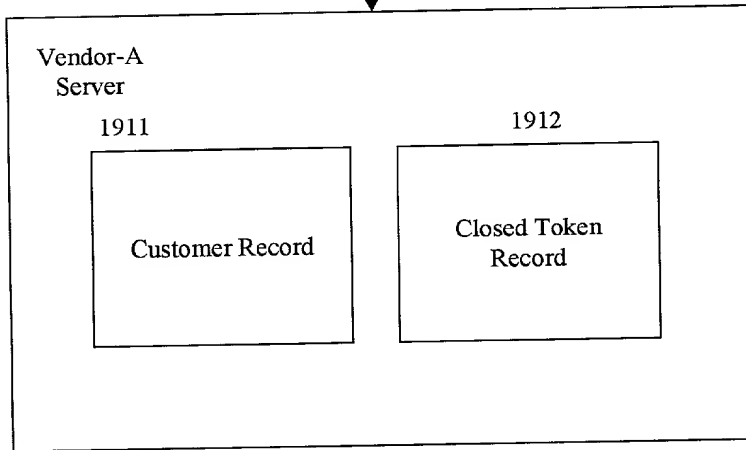 Vendor-A
Server
1911
1912
Customer Record
Closed Token
Record